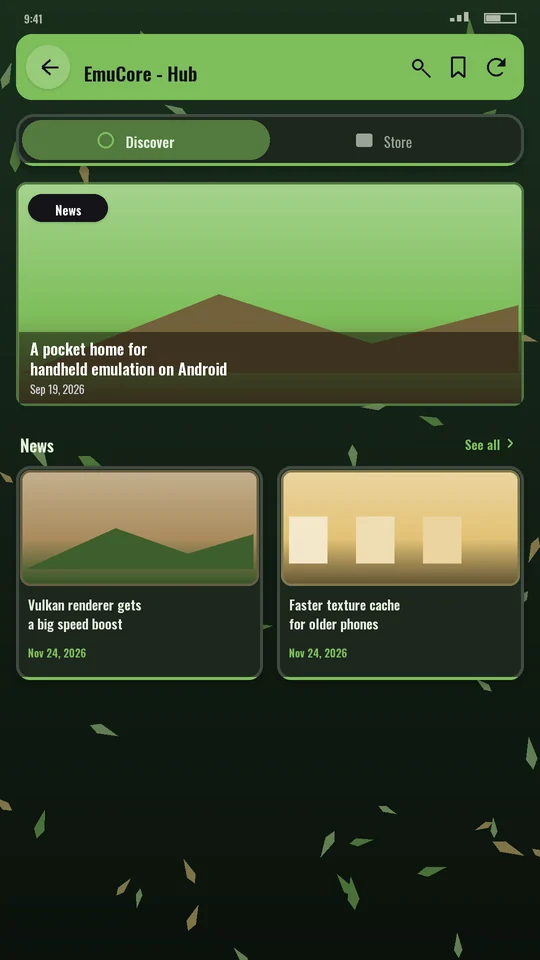 9:41
EmuCore - Hub
Discover
Store
News
A pocket home for
handheld emulation on Android
Sep 19, 2026
News
See all
Vulkan renderer gets
a big speed boost
Nov 24, 2026
Faster texture cache
for older phones
Nov 24, 2026